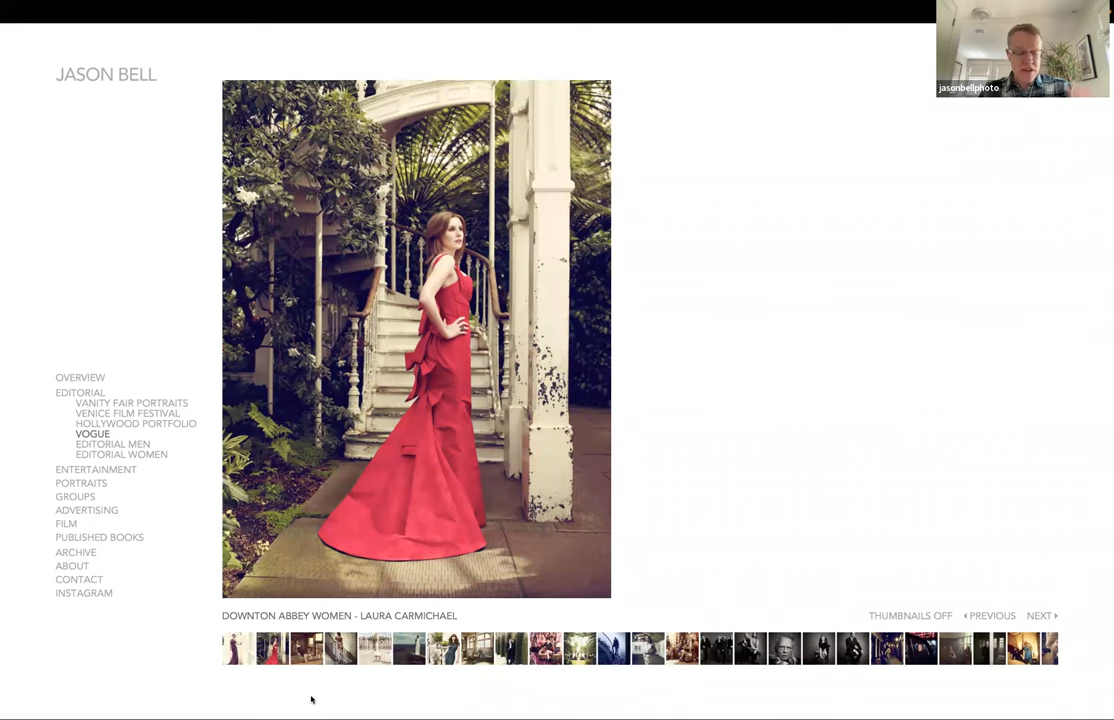 JASON BELL
jasonbellphoto
OVERVIEW
EDITORIAL
VANITY FAIR PORTRAITS
VENICE FILM FESTIVAL
HOLLYWOOD PORTFOLIO
VOGUE
EDITORIAL MEN
EDITORIAL WOMEN
ENTERTAINMENT
PORTRAITS
GROUPS
ADVERTISING
FILM
PUBLISHED BOOKS
ARCHIVE
ABOUT
CONTACT
INSTAGRAM
DOWNTON ABBEY WOMEN - LAURA CARMICHAEL
THUMBNAILS OFF PREVIOUS NEXT